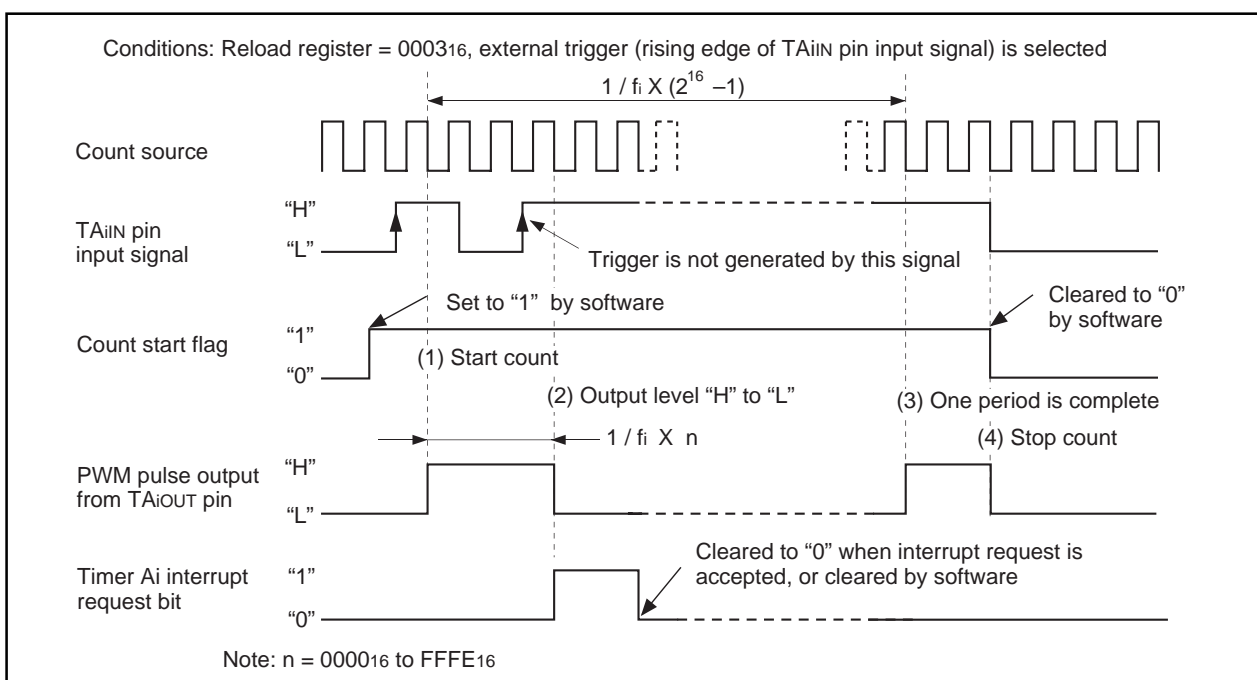 Conditions: Reload register = 000316, external trigger (rising edge of TAiIN pin input signal) is selected
1 / fi X (2^16 –1)
Count source
TAiIN pin
input signal
“H”
“L”
Trigger is not generated by this signal
Count start flag
“1”
“0”
Set to “1” by software
Cleared to “0”
by software
(1) Start count
(2) Output level “H” to “L”
(3) One period is complete
(4) Stop count
1 / fi X n
PWM pulse output
from TAiOUT pin
“H”
“L”
Timer Ai interrupt
request bit
“1”
“0”
Cleared to “0” when interrupt request is
accepted, or cleared by software
Note: n = 000016 to FFFE16